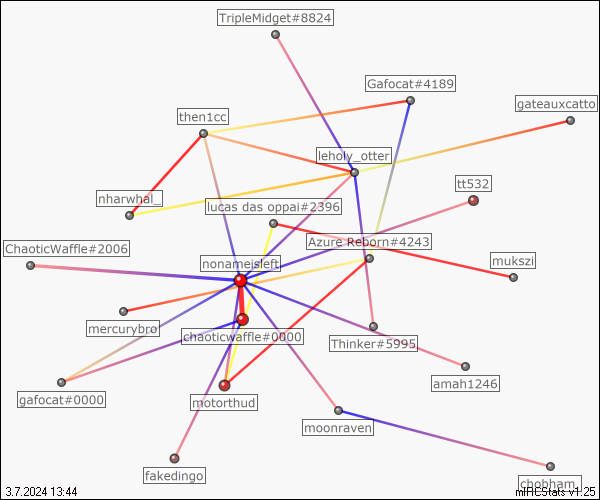 TripleMidget#8824
Gafocat#4189
gateauxcatto
then1cc
leholy_otter
tt532
nharwhal_
lucas das oppai#2396
Azure Reborn#4243
ChaoticWaffle#2006
nonameisleft
mukszi
mercurybro
chaoticwaffle#0000
Thinker#5995
amah1246
gafocat#0000
motorthud
moonraven
fakedingo
chobham_
3.7.2024 13:44
mIRCStats v1.25